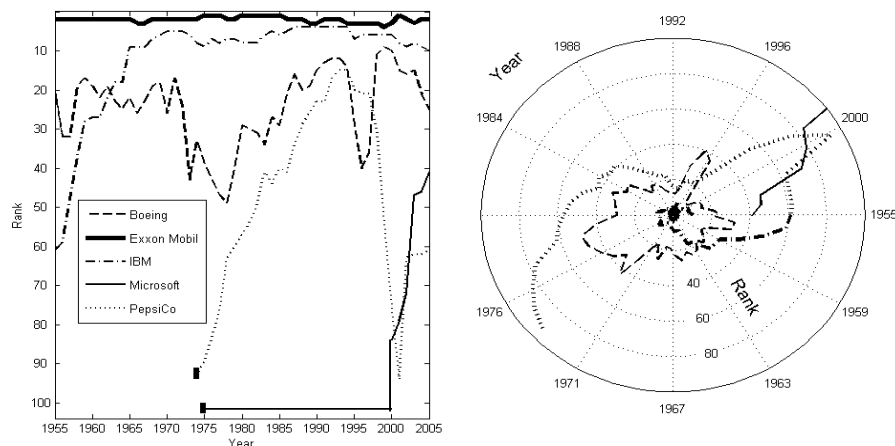 10
20
30
40
50
60
70
80
90
100
Rank
Boeing
Exxon Mobil
IBM
Microsoft
PepsiCo
1955 1960 1965 1970 1975 1980 1985 1990 1995 2000 2005
Year
1992
1988
1996
Year
1984
2000
1955
Rank
40
60
80
1976
1959
1971
1963
1967